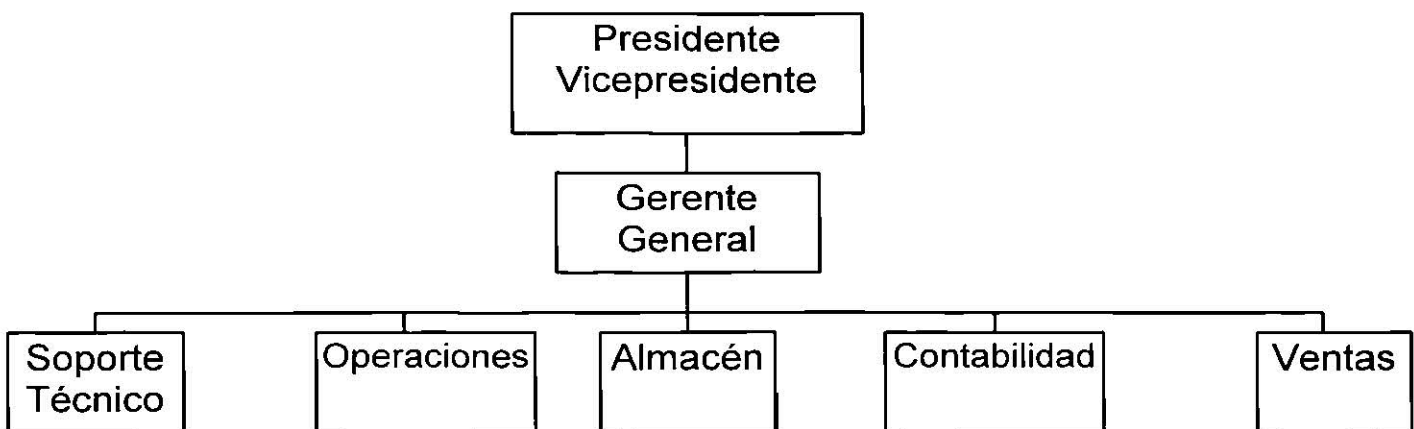 Presidente
Vicepresidente
Gerente
General
Soporte
Técnico
Operaciones
Almacén
Contabilidad
Ventas